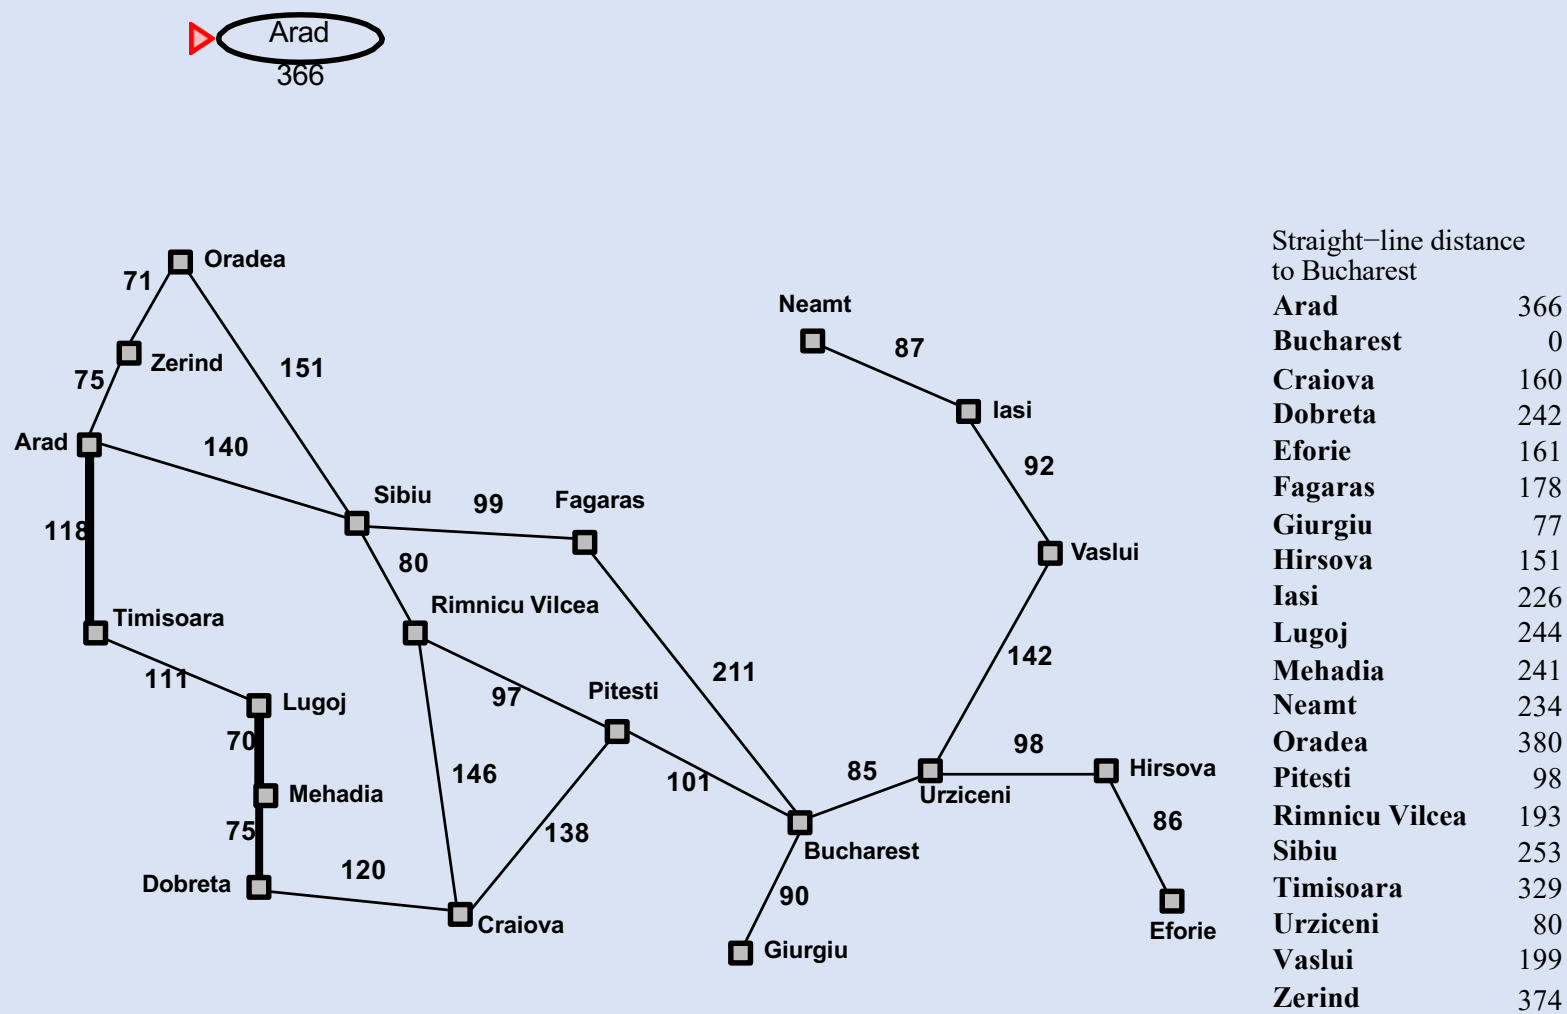 Arad
366
Oradea
71
Zerind
151
75
Arad
140
118
Sibiu
99
Fagaras
80
Timisoara
Rimnicu Vilcea
111
Lugoj
97
Pitesti
211
70
Mehadia
146
101
75
138
Dobreta
120
Craiova
Bucharest
90
Giurgiu
Neamt
87
Iasi
92
Vaslui
142
85
98
Hirsova
Urziceni
86
Eforie
Straight−line distance
to Bucharest
Arad 366
Bucharest 0
Craiova 160
Dobreta 242
Eforie 161
Fagaras 178
Giurgiu 77
Hirsova 151
Iasi 226
Lugoj 244
Mehadia 241
Neamt 234
Oradea 380
Pitesti 98
Rimnicu Vilcea 193
Sibiu 253
Timisoara 329
Urziceni 80
Vaslui 199
Zerind 374